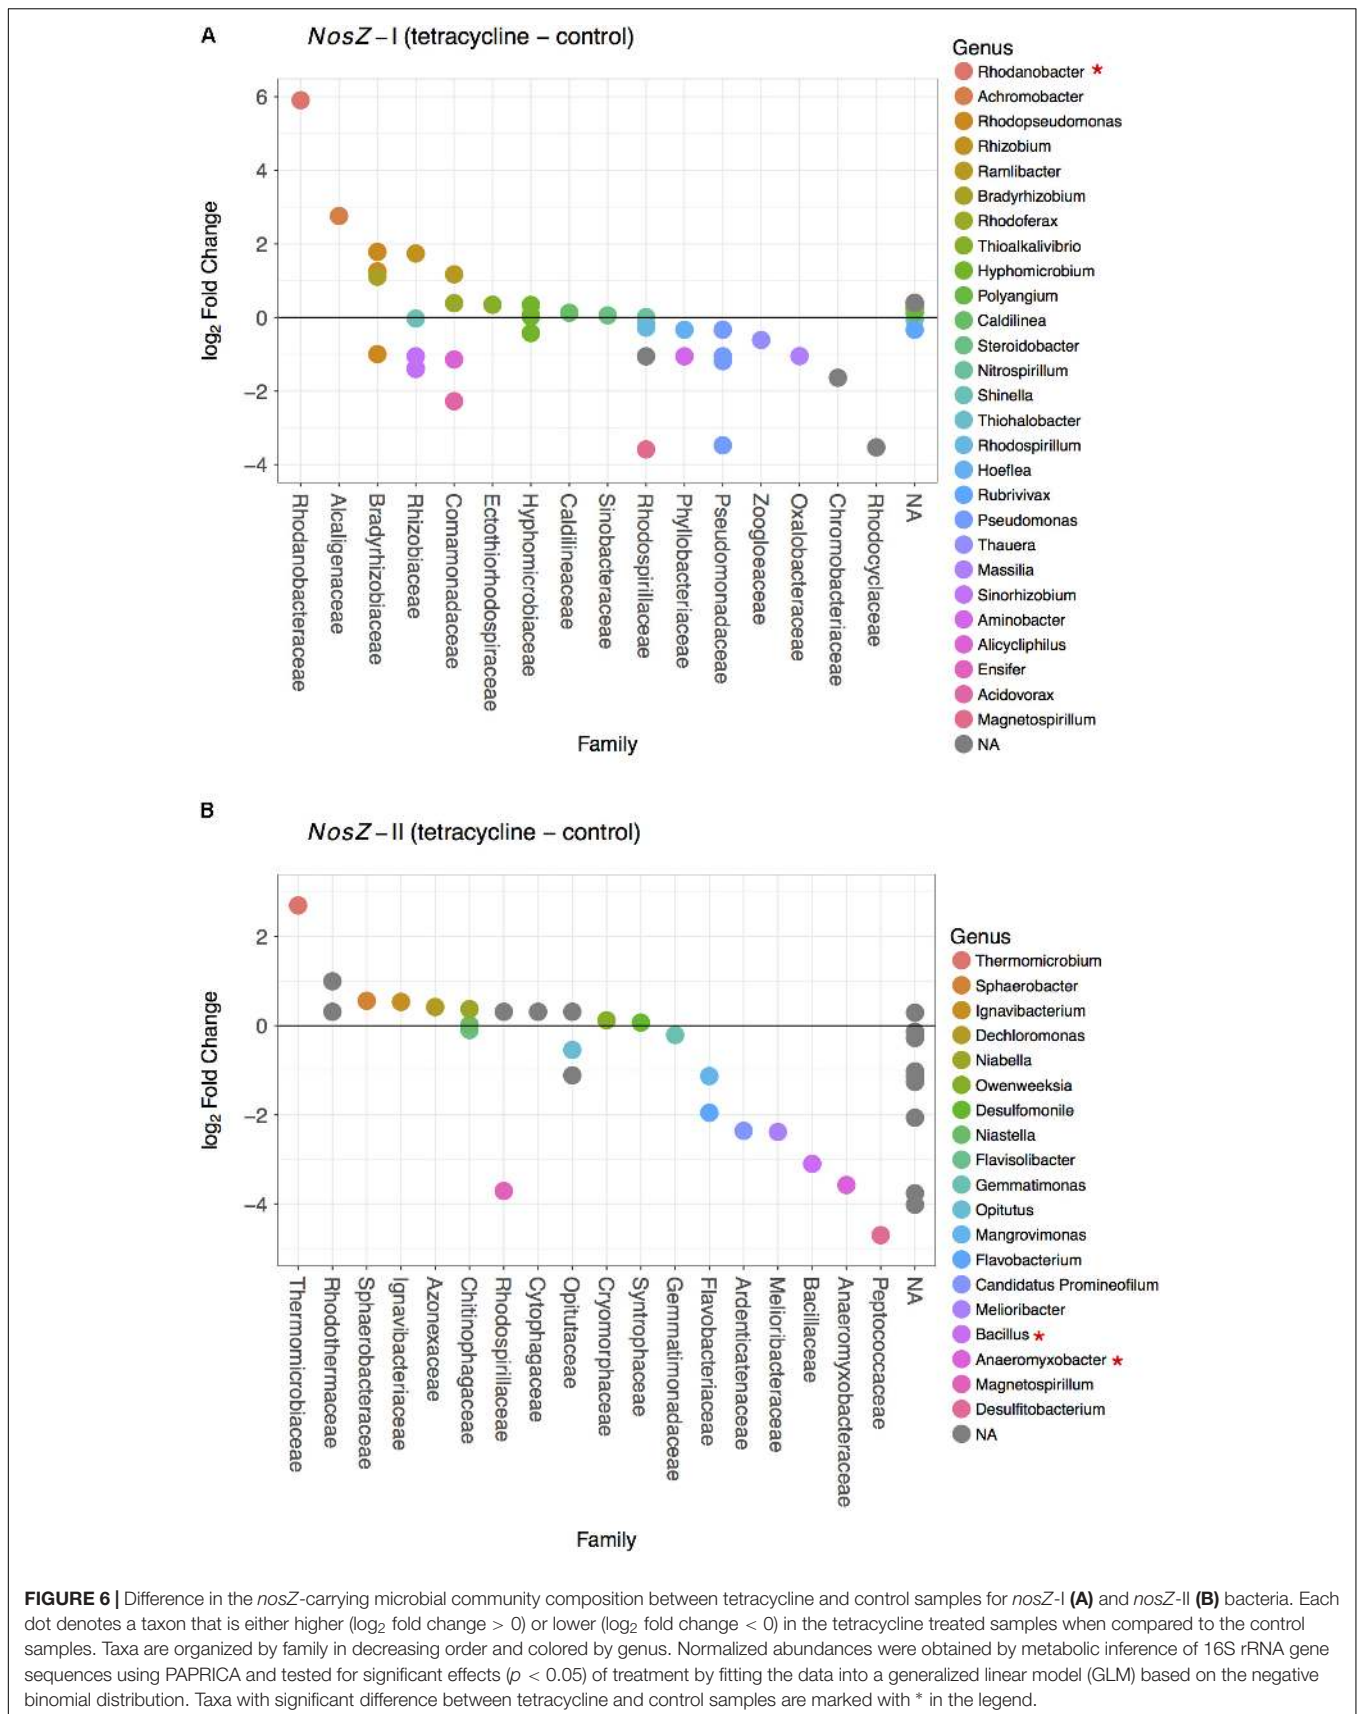 A
NosZ – I (tetracycline – control)
log2 Fold Change
6
4
2
0
−2
−4
Rhodanobacteraceae
Alcaligenaceae
Bradyrhizobiaceae
Rhizobiaceae
Comamonadaceae
Ectothiorhodospiraceae
Hyphomicrobiaceae
Caldilineaceae
Sinobacteraceae
Rhodospirillaceae
Phyllobacteriaceae
Pseudomonadaceae
Zoogloeaceae
Oxalobacteraceae
Chromobacteriaceae
Rhodocyclaceae
NA
Family
Genus
Rhodanobacter *
Achromobacter
Rhodopseudomonas
Rhizobium
Ramlibacter
Bradyrhizobium
Rhodoferax
Thioalkalivibrio
Hyphomicrobium
Polyangium
Caldilinea
Steroidobacter
Nitrospirillum
Shinella
Thiohalobacter
Rhodospirillum
Hoeflea
Rubrivivax
Pseudomonas
Thauera
Massilia
Sinorhizobium
Aminobacter
Alicycliphilus
Ensifer
Acidovorax
Magnetospirillum
NA
B
NosZ – II (tetracycline – control)
log2 Fold Change
2
0
−2
−4
Thermomicrobiaceae
Rhodothermaceae
Sphaerobacteraceae
Ignavibacteriaceae
Azonexaceae
Chitinophagaceae
Rhodospirillaceae
Cytophagaceae
Opitutaceae
Cryomorphaceae
Syntrophaceae
Gemmatimonadaceae
Flavobacteriaceae
Ardenticatenaceae
Melioribacteraceae
Bacillaceae
Anaeromyxobacteraceae
Peptococcaceae
NA
Family
Genus
Thermomicrobium
Sphaerobacter
Ignavibacterium
Dechloromonas
Niabella
Owenweeksia
Desulfomonile
Niastella
Flavisolibacter
Gemmatimonas
Opitutus
Mangrovimonas
Flavobacterium
Candidatus Promineofilum
Melioribacter
Bacillus *
Anaeromyxobacter *
Magnetospirillum
Desulfitobacterium
NA
FIGURE 6 | Difference in the nosZ-carrying microbial community composition between tetracycline and control samples for nosZ-I (A) and nosZ-II (B) bacteria. Each
dot denotes a taxon that is either higher (log2 fold change > 0) or lower (log2 fold change < 0) in the tetracycline treated samples when compared to the control
samples. Taxa are organized by family in decreasing order and colored by genus. Normalized abundances were obtained by metabolic inference of 16S rRNA gene
sequences using PAPRICA and tested for significant effects (p < 0.05) of treatment by fitting the data into a generalized linear model (GLM) based on the negative
binomial distribution. Taxa with significant difference between tetracycline and control samples are marked with * in the legend.